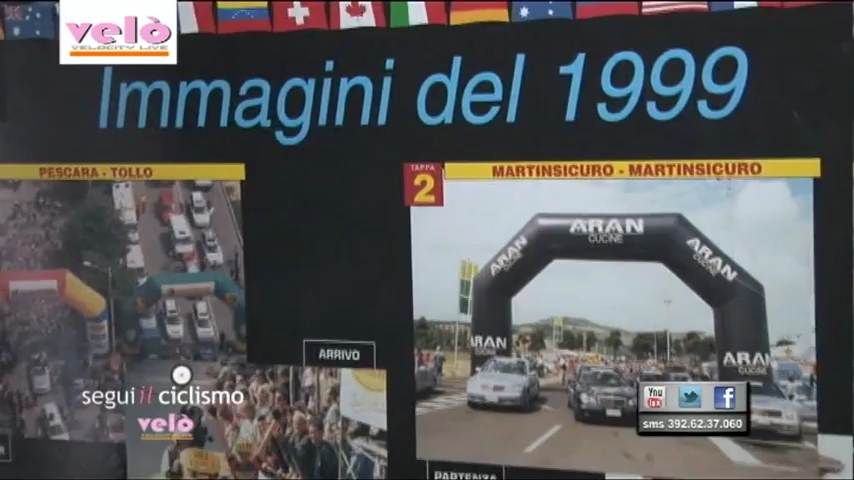 velò
VELOCITY LIVE
Immagini del 1999
PESCARA - TOLLO
TAPPA
2
MARTINSICURO - MARTINSICURO
ARAN
CUCINE
ARAN
CUCINE
ARAN
CUCINE
ARAN
CUCINE
ARAN
ARRIVO
segui il ciclismo
velò
You
sms 392.62.37.060
PARTENZA